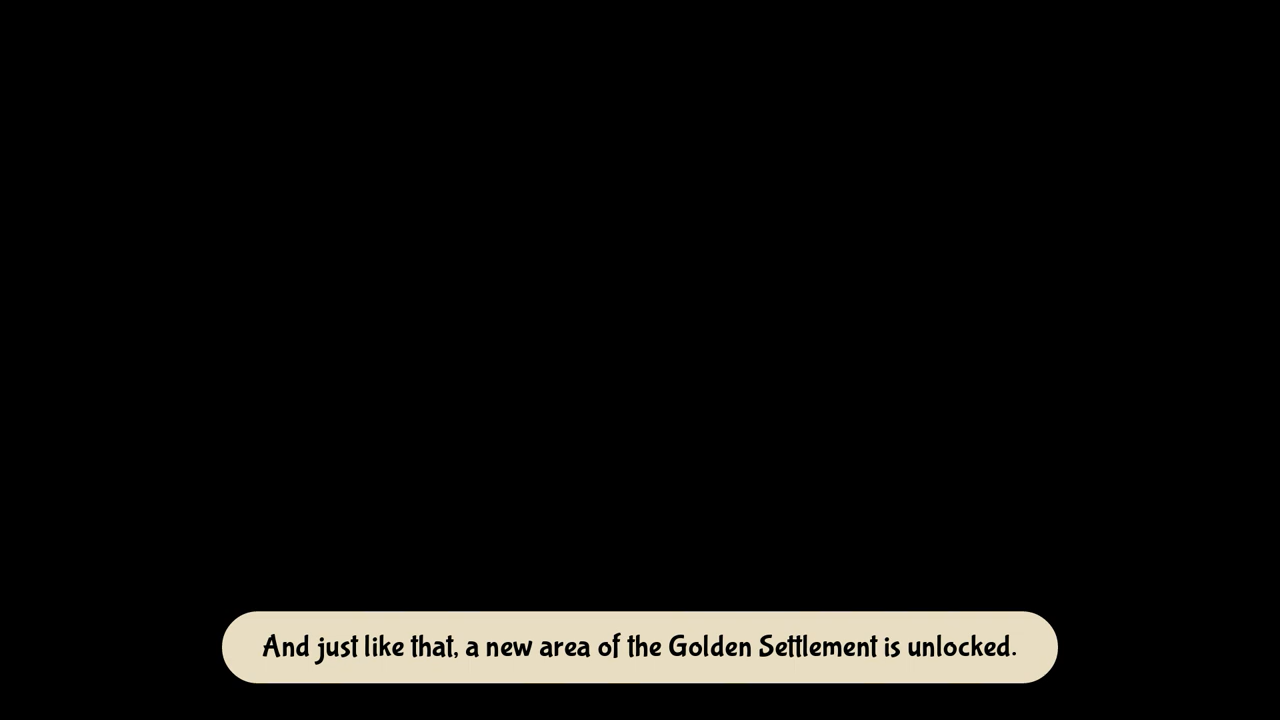 And just like that, a new area of the Golden Settlement is unlocked.